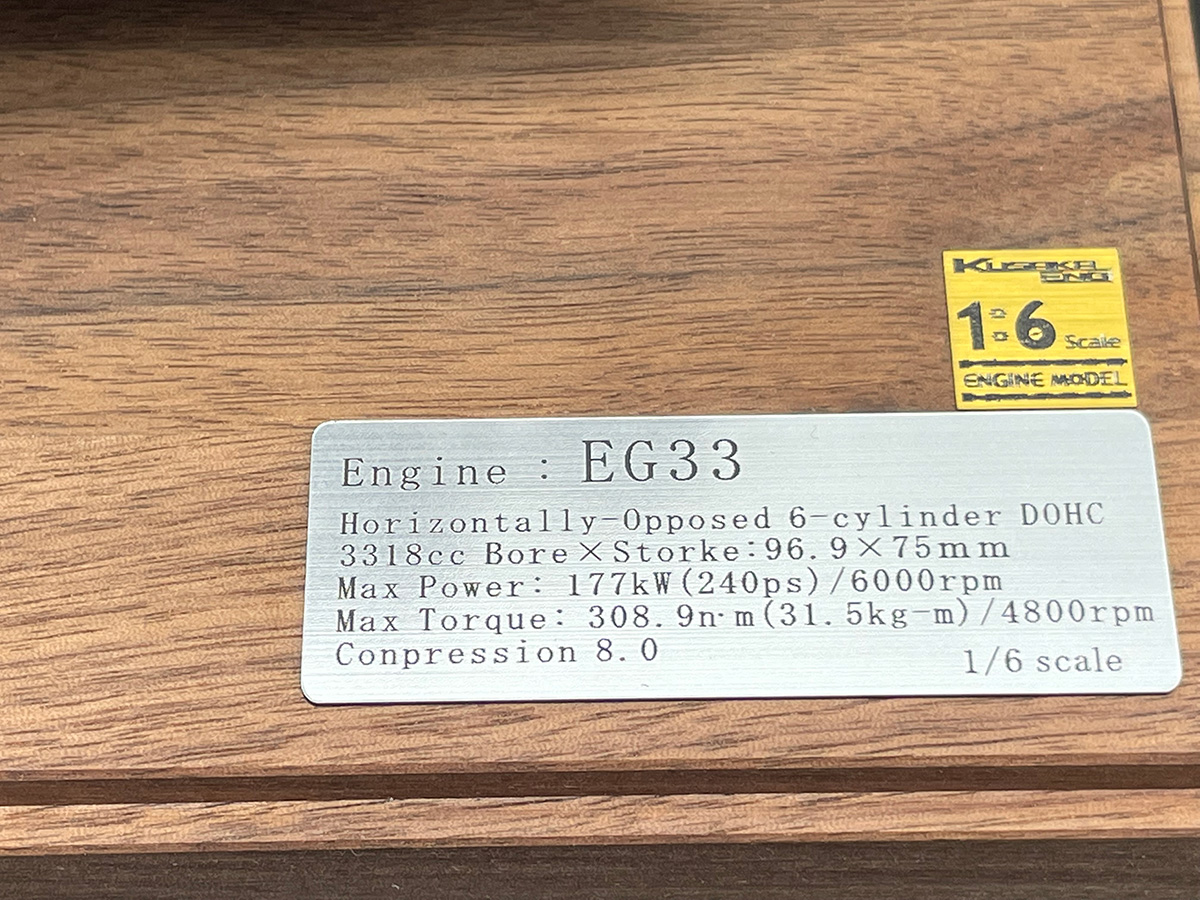 KUSAKA
ENG
1:6 Scale
ENGINE MODEL
Engine : EG33
Horizontally-Opposed 6-cylinder DOHC
3318cc Bore×Storke:96.9×75mm
Max Power: 177kW(240ps)/6000rpm
Max Torque: 308.9n·m(31.5kg-m)/4800rpm
Conpression 8.0
1/6 scale